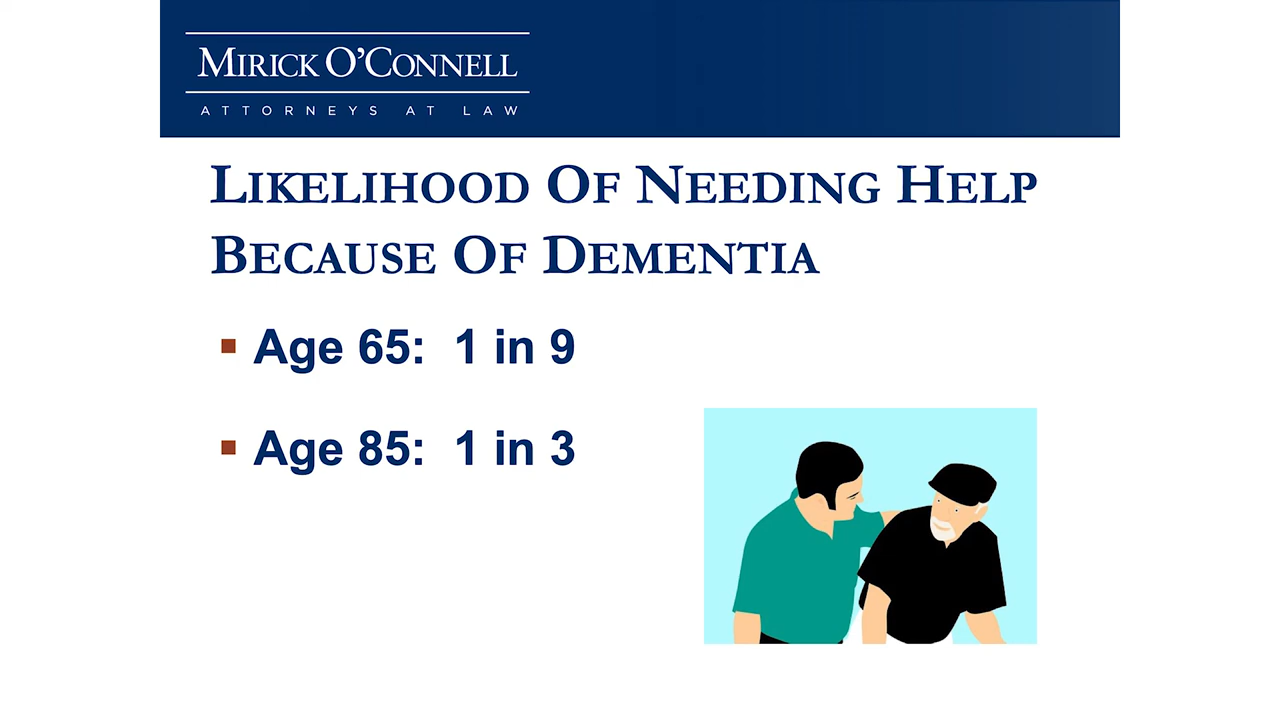 MIRICK O'CONNELL
ATTORNEYS AT LAW
LIKELIHOOD OF NEEDING HELP
BECAUSE OF DEMENTIA
▪ Age 65: 1 in 9
▪ Age 85: 1 in 3